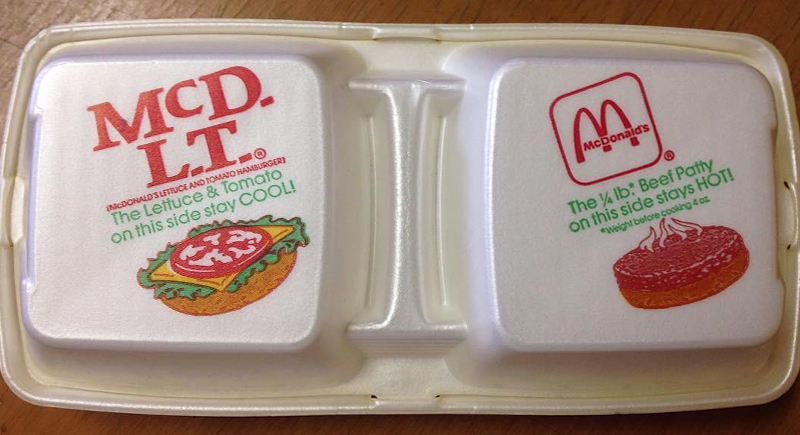 McD.
L.T.®
(McDONALD'S LETTUCE AND TOMATO HAMBURGER)
The Lettuce & Tomato
on this side stay COOL!
McDonald's
®
The ¼ lb.* Beef Patty
on this side stays HOT!
*Weight before cooking 4 oz.